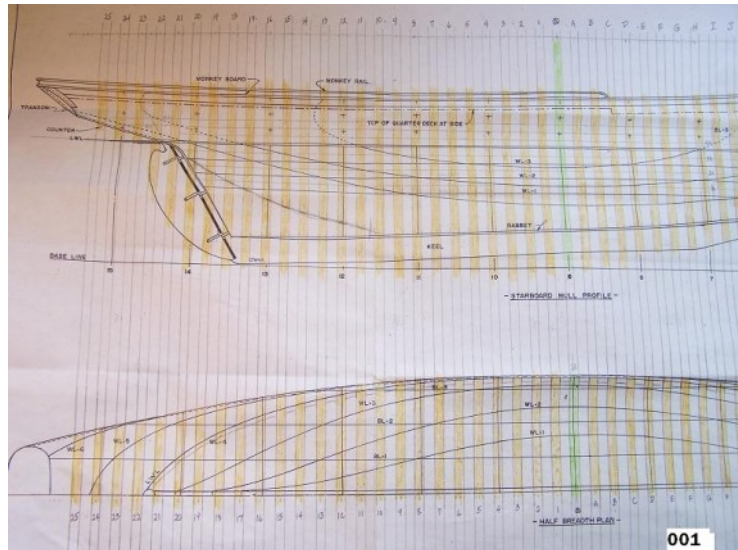 25 24 23 22 21 20 19 18 17 16 15 14 13 12 11 10 9 8 7 6 5 4 3 2 1 A B C D E F G H I J
MONKEY BOARD
MONKEY RAIL
TRANSOM
TOP OF QUARTER DECK AT SIDE
COUNTER
LWL
BL-3
WL-3
WL-2
WL-1
RABBET
KEEL
BASE LINE
15 14 13 12 11 10 9 8 7
- STARBOARD HULL PROFILE -
WL-3
BL-2
WL-2
WL-6
WL-5
WL-4
WL-1
BL-1
LWL
25 24 23 22 21 20 19 18 17 16 15 14 13 12 11 10 9 8 7 6 5 4 3 2 1 A B C D E F G H
- HALF BREADTH PLAN -
001